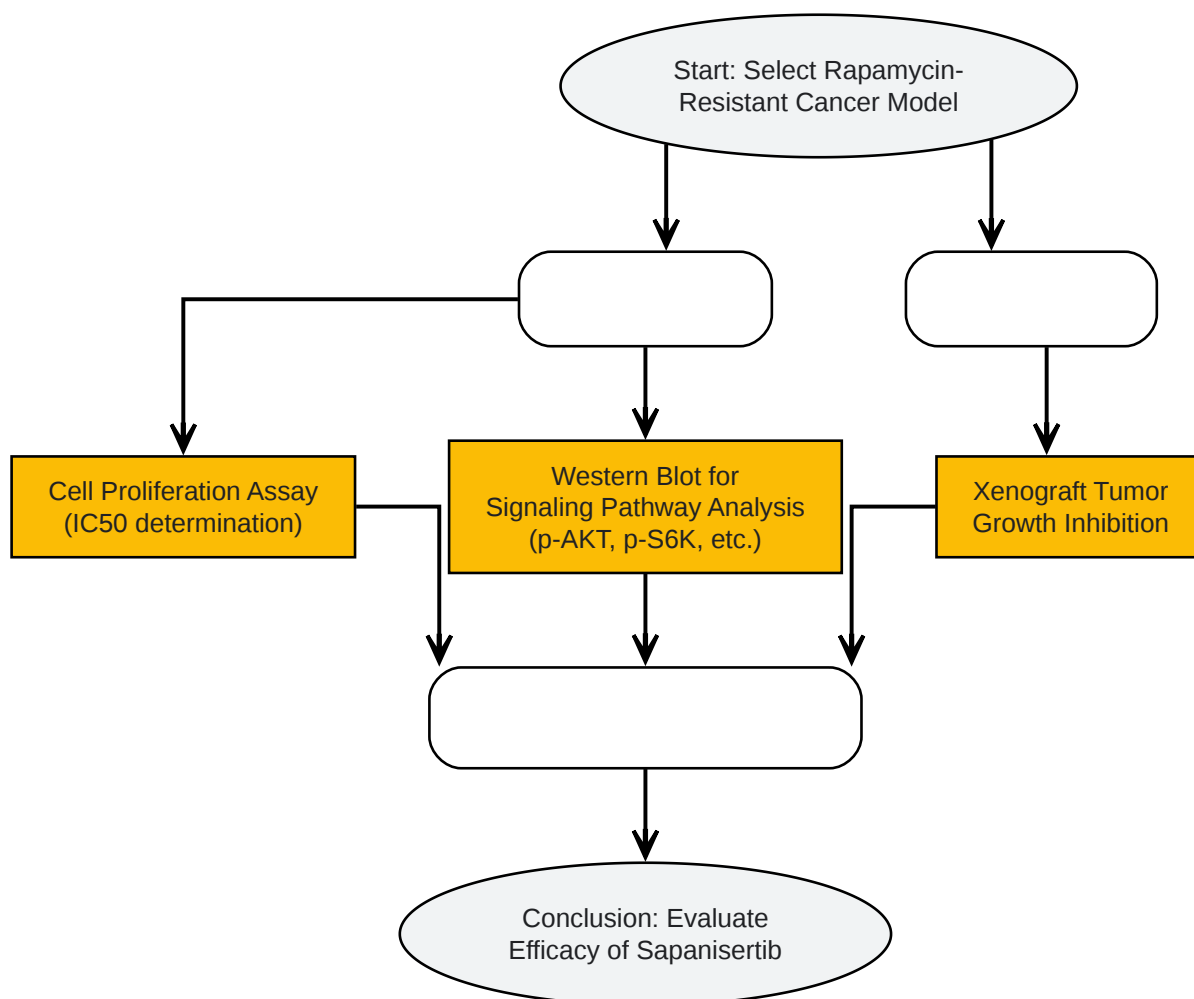 Start: Select Rapamycin-
Resistant Cancer Model
Cell Proliferation Assay
(IC50 determination)
Western Blot for
Signaling Pathway Analysis
(p-AKT, p-S6K, etc.)
Xenograft Tumor
Growth Inhibition
Conclusion: Evaluate
Efficacy of Sapanisertib